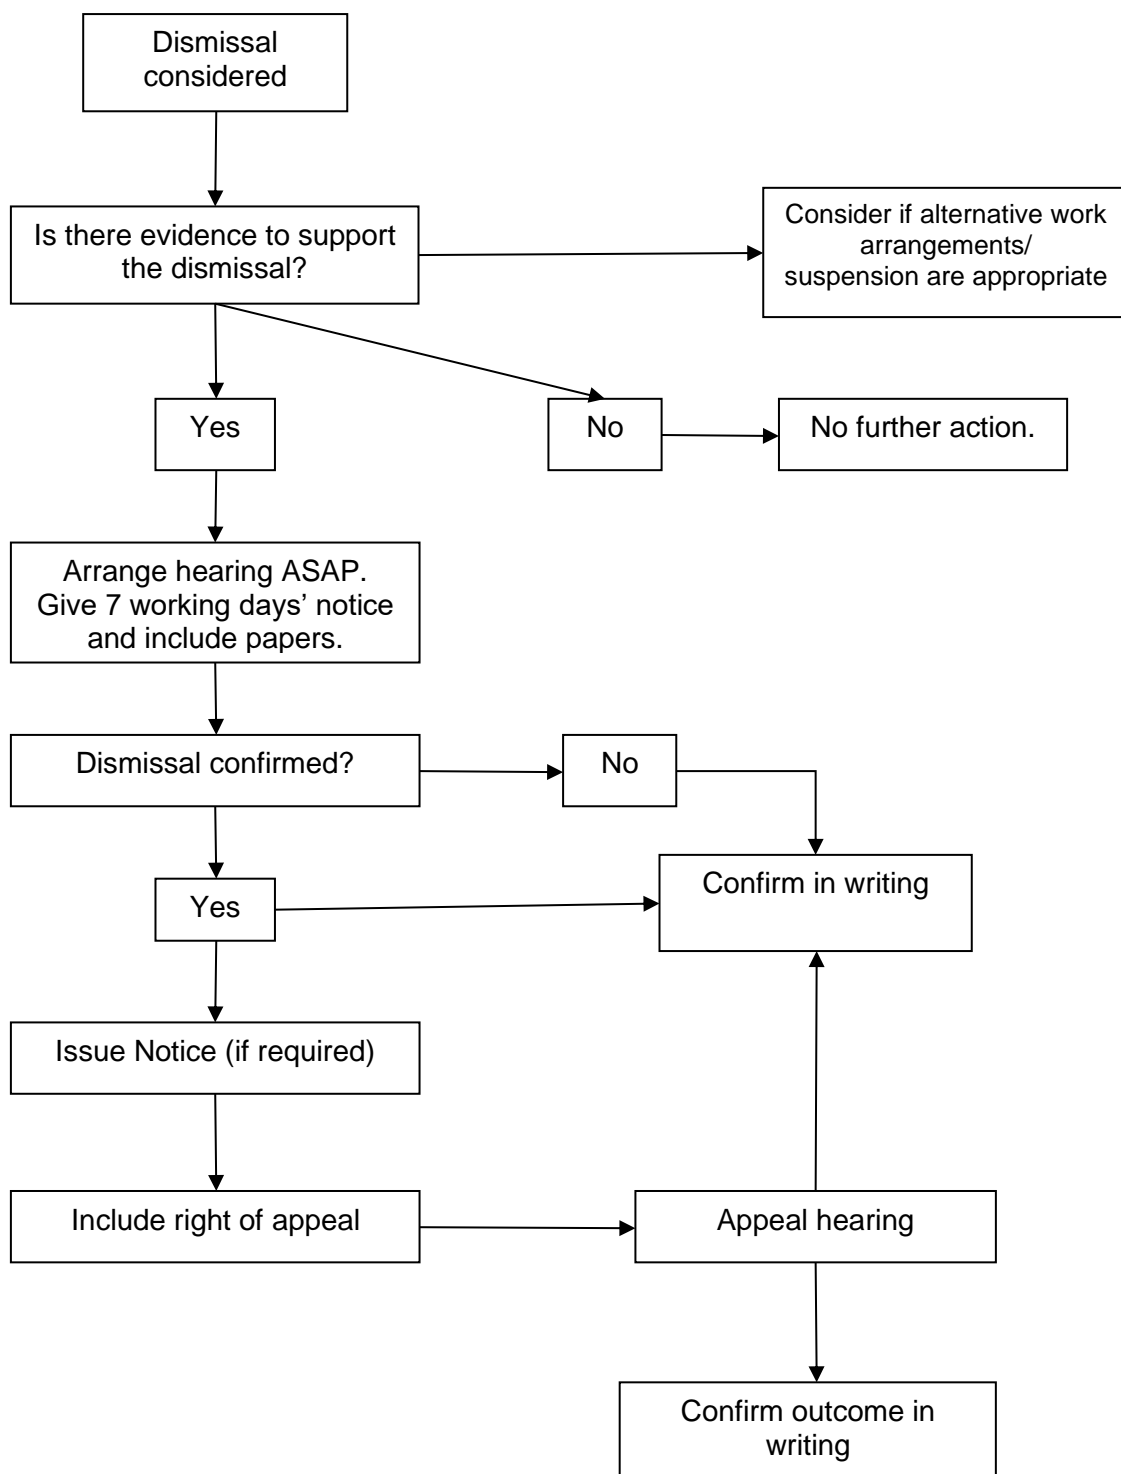 Dismissal
considered
Is there evidence to support
the dismissal?
Consider if alternative work
arrangements/
suspension are appropriate
Yes
No
No further action.
Arrange hearing ASAP.
Give 7 working days’ notice
and include papers.
Dismissal confirmed?
No
Yes
Confirm in writing
Issue Notice (if required)
Include right of appeal
Appeal hearing
Confirm outcome in
writing